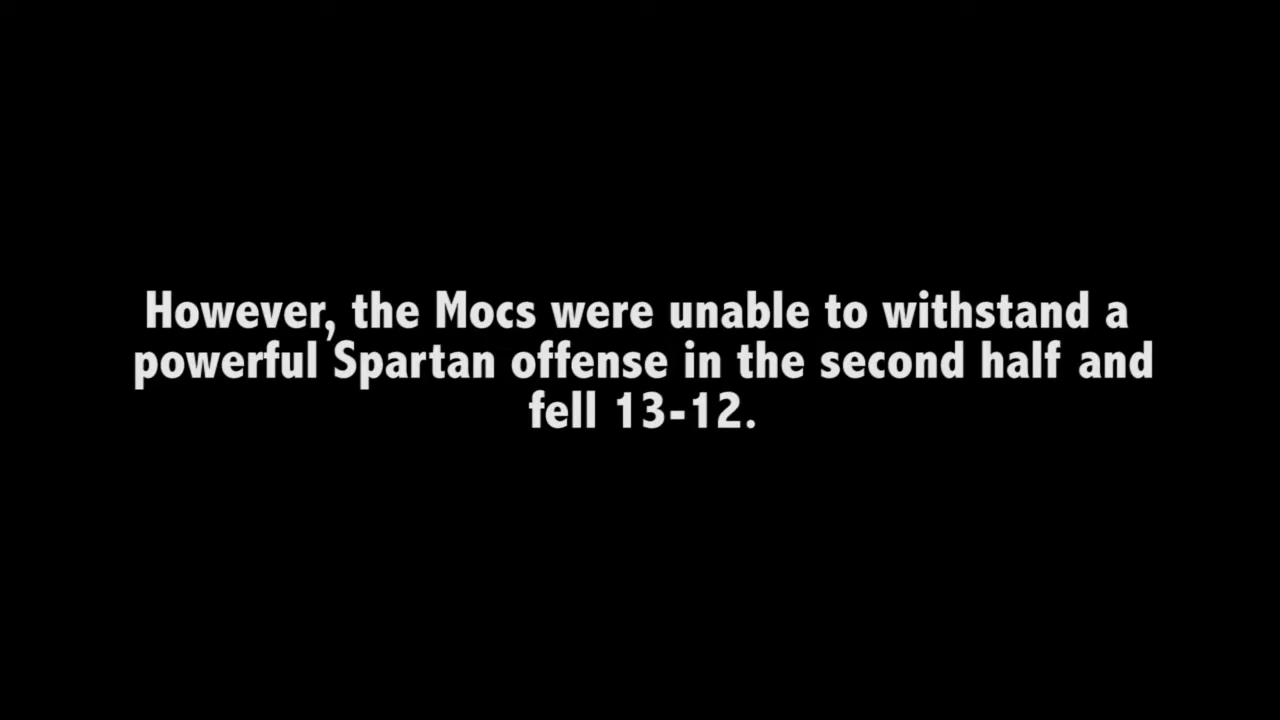 However, the Mocs were unable to withstand a
powerful Spartan offense in the second half and
fell 13-12.